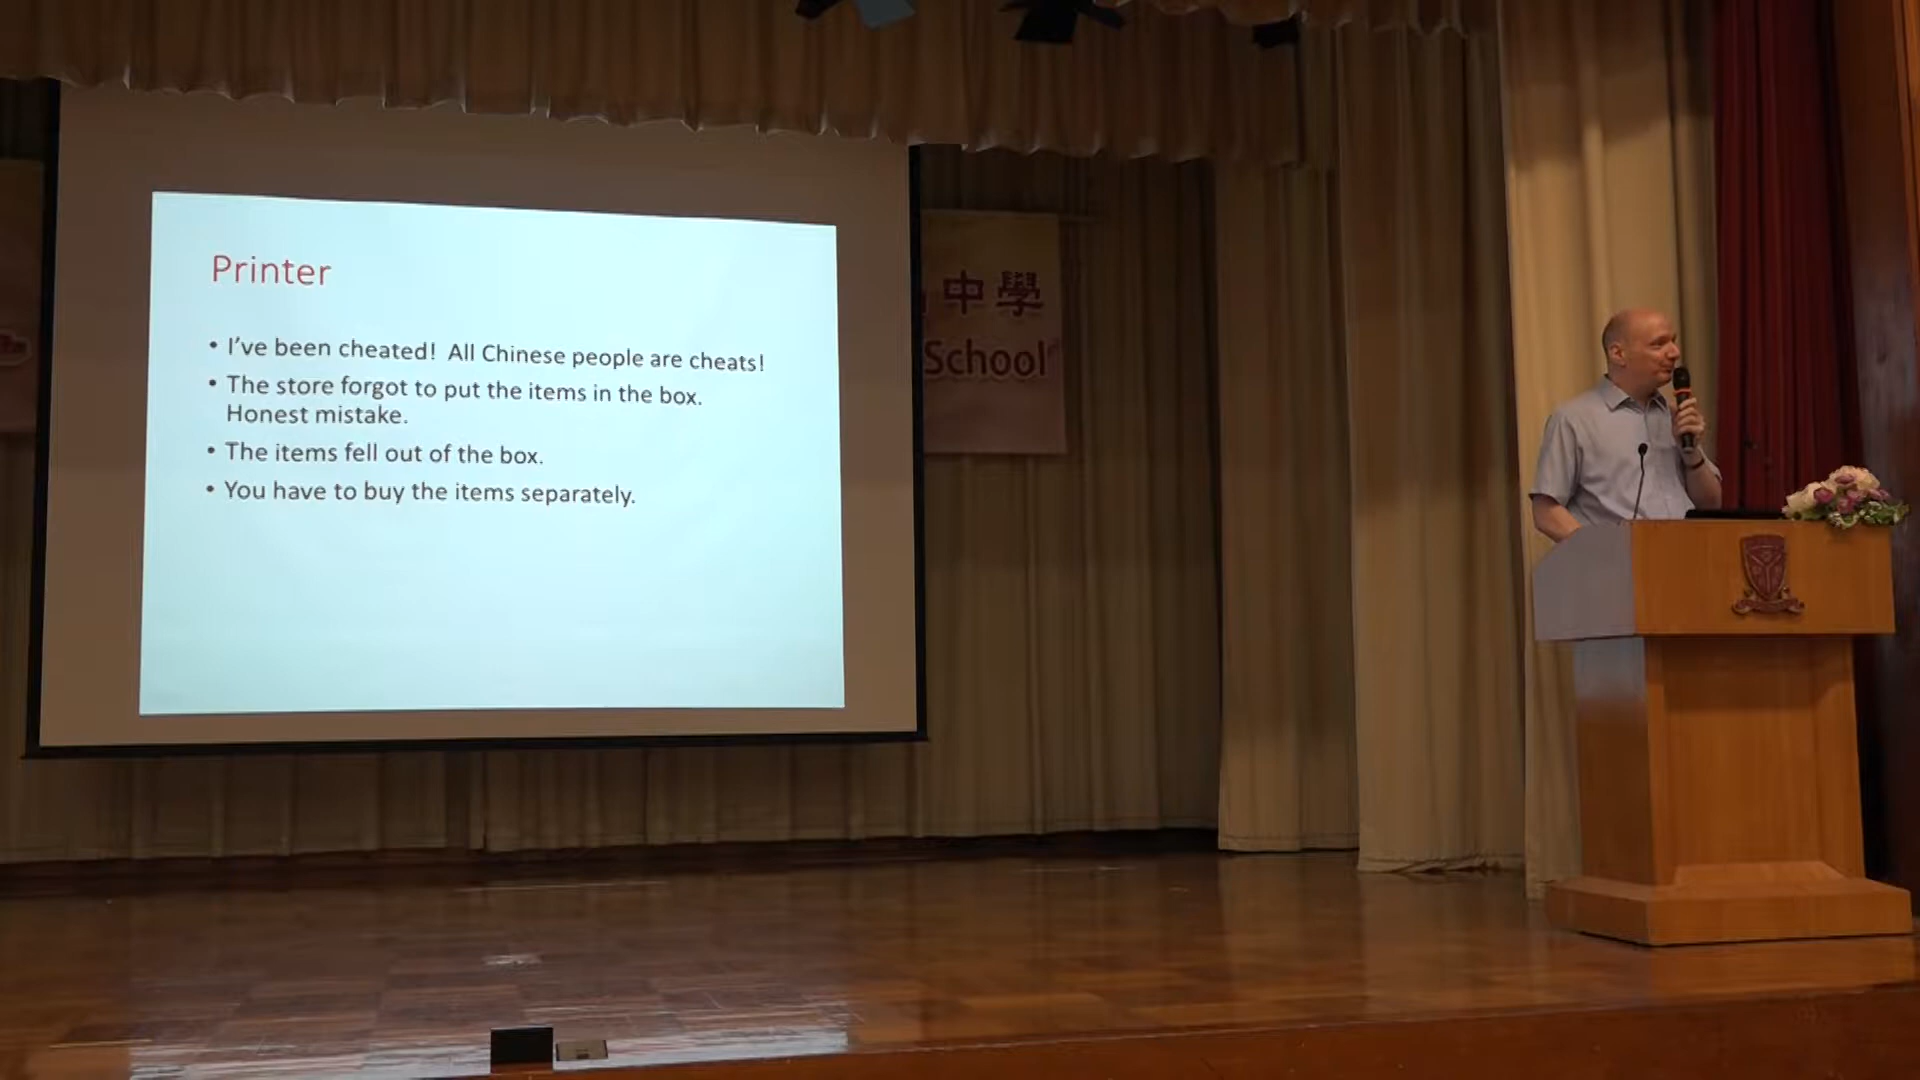 Printer
• I've been cheated!  All Chinese people are cheats!
• The store forgot to put the items in the box.
Honest mistake.
• The items fell out of the box.
• You have to buy the items separately.
中學
School